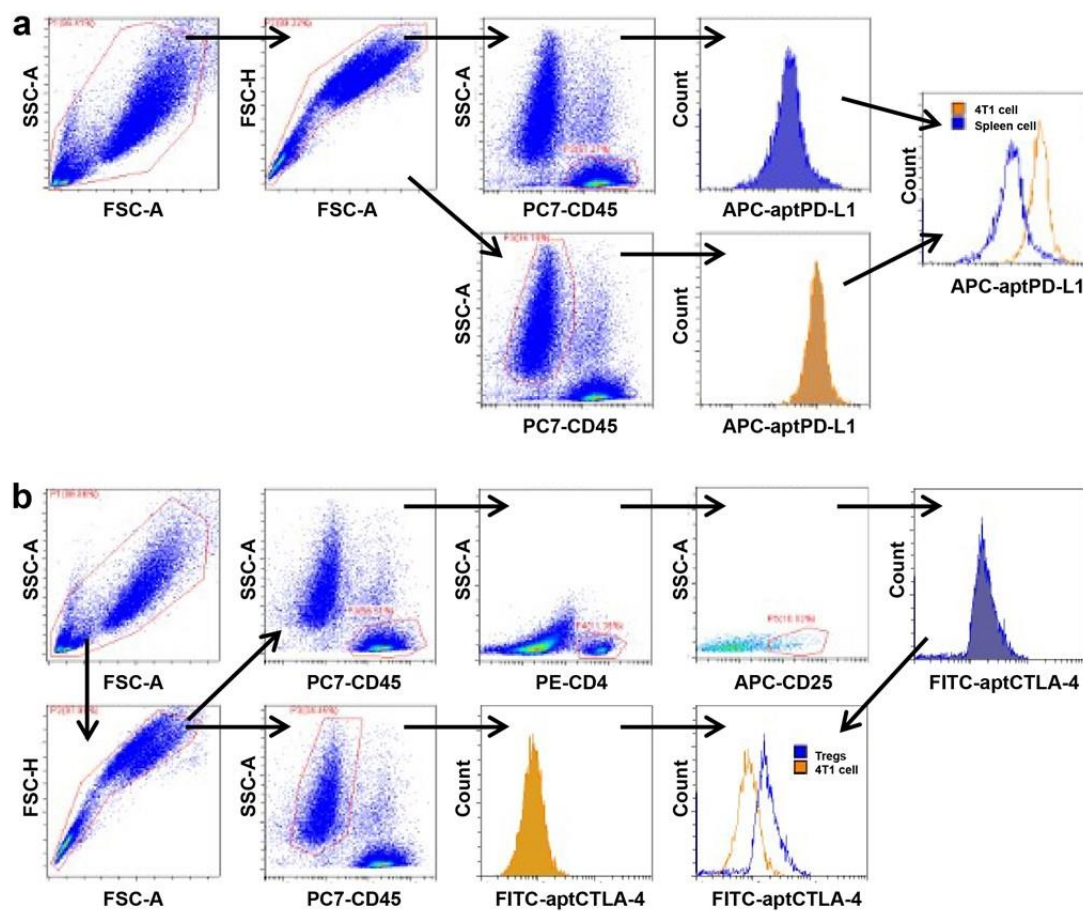 a
SSC-A
FSC-A
FSC-H
FSC-A
SSC-A
PC7-CD45
Count
APC-aptPD-L1
4T1 cell
Spleen cell
Count
APC-aptPD-L1
SSC-A
PC7-CD45
Count
APC-aptPD-L1
b
SSC-A
FSC-A
SSC-A
PC7-CD45
SSC-A
PE-CD4
SSC-A
APC-CD25
Count
FITC-aptCTLA-4
FSC-H
FSC-A
SSC-A
PC7-CD45
Count
FITC-aptCTLA-4
Tregs
4T1 cell
Count
FITC-aptCTLA-4